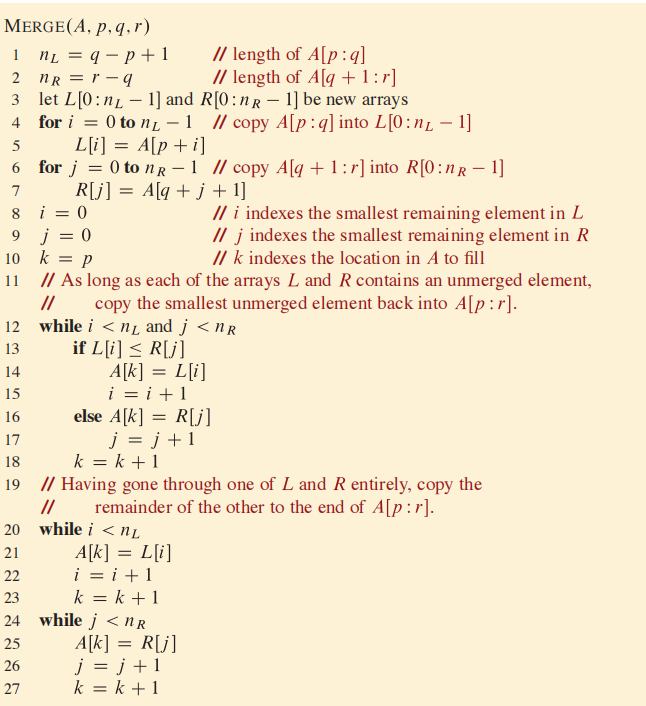 MERGE(A, p, q, r)
1 n_L = q − p + 1 // length of A[p : q]
2 n_R = r − q // length of A[q + 1 : r]
3 let L[0 : n_L − 1] and R[0 : n_R − 1] be new arrays
4 for i = 0 to n_L − 1 // copy A[p : q] into L[0 : n_L − 1]
5 L[i] = A[p + i]
6 for j = 0 to n_R − 1 // copy A[q + 1 : r] into R[0 : n_R − 1]
7 R[j] = A[q + j + 1]
8 i = 0 // i indexes the smallest remaining element in L
9 j = 0 // j indexes the smallest remaining element in R
10 k = p // k indexes the location in A to fill
11 // As long as each of the arrays L and R contains an unmerged element,
// copy the smallest unmerged element back into A[p : r].
12 while i < n_L and j < n_R
13 if L[i] ≤ R[j]
14 A[k] = L[i]
15 i = i + 1
16 else A[k] = R[j]
17 j = j + 1
18 k = k + 1
19 // Having gone through one of L and R entirely, copy the
// remainder of the other to the end of A[p : r].
20 while i < n_L
21 A[k] = L[i]
22 i = i + 1
23 k = k + 1
24 while j < n_R
25 A[k] = R[j]
26 j = j + 1
27 k = k + 1